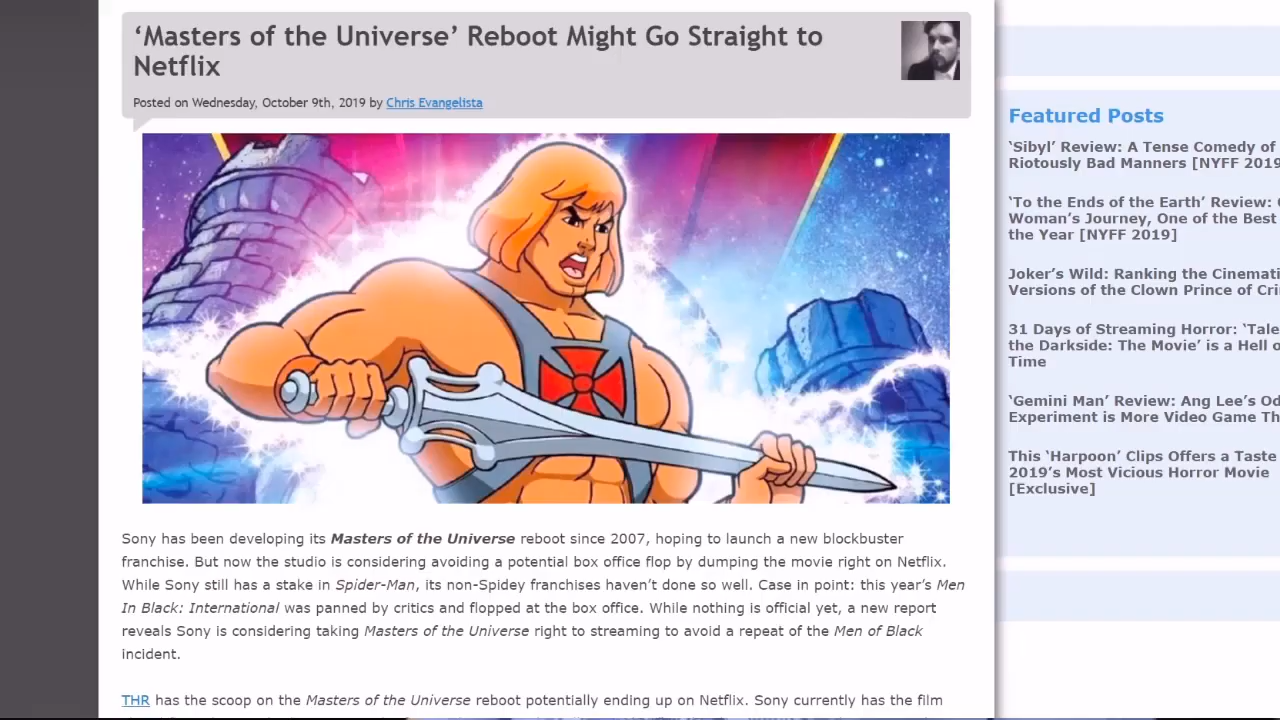 ‘Masters of the Universe’ Reboot Might Go Straight to
Netflix
Posted on Wednesday, October 9th, 2019 by Chris Evangelista
Sony has been developing its Masters of the Universe reboot since 2007, hoping to launch a new blockbuster
franchise. But now the studio is considering avoiding a potential box office flop by dumping the movie right on Netflix.
While Sony still has a stake in Spider-Man, its non-Spidey franchises haven’t done so well. Case in point: this year’s Men
In Black: International was panned by critics and flopped at the box office. While nothing is official yet, a new report
reveals Sony is considering taking Masters of the Universe right to streaming to avoid a repeat of the Men of Black
incident.
THR has the scoop on the Masters of the Universe reboot potentially ending up on Netflix. Sony currently has the film
Featured Posts
‘Sibyl’ Review: A Tense Comedy of
Riotously Bad Manners [NYFF 2019
‘To the Ends of the Earth’ Review:
Woman’s Journey, One of the Best
the Year [NYFF 2019]
Joker’s Wild: Ranking the Cinemati
Versions of the Clown Prince of Cri
31 Days of Streaming Horror: ‘Tale
the Darkside: The Movie’ is a Hell o
Time
‘Gemini Man’ Review: Ang Lee’s Od
Experiment is More Video Game Th
This ‘Harpoon’ Clips Offers a Taste
2019’s Most Vicious Horror Movie
[Exclusive]